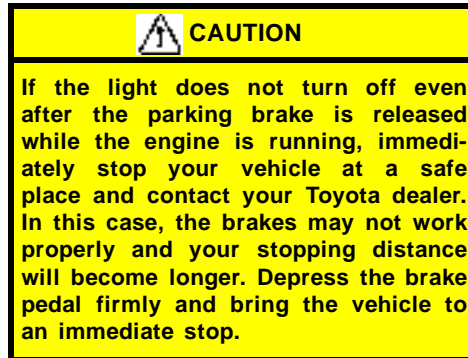 CAUTION
If the light does not turn off even
after the parking brake is released
while the engine is running, immedi-
ately stop your vehicle at a safe
place and contact your Toyota dealer.
In this case, the brakes may not work
properly and your stopping distance
will become longer. Depress the brake
pedal firmly and bring the vehicle to
an immediate stop.